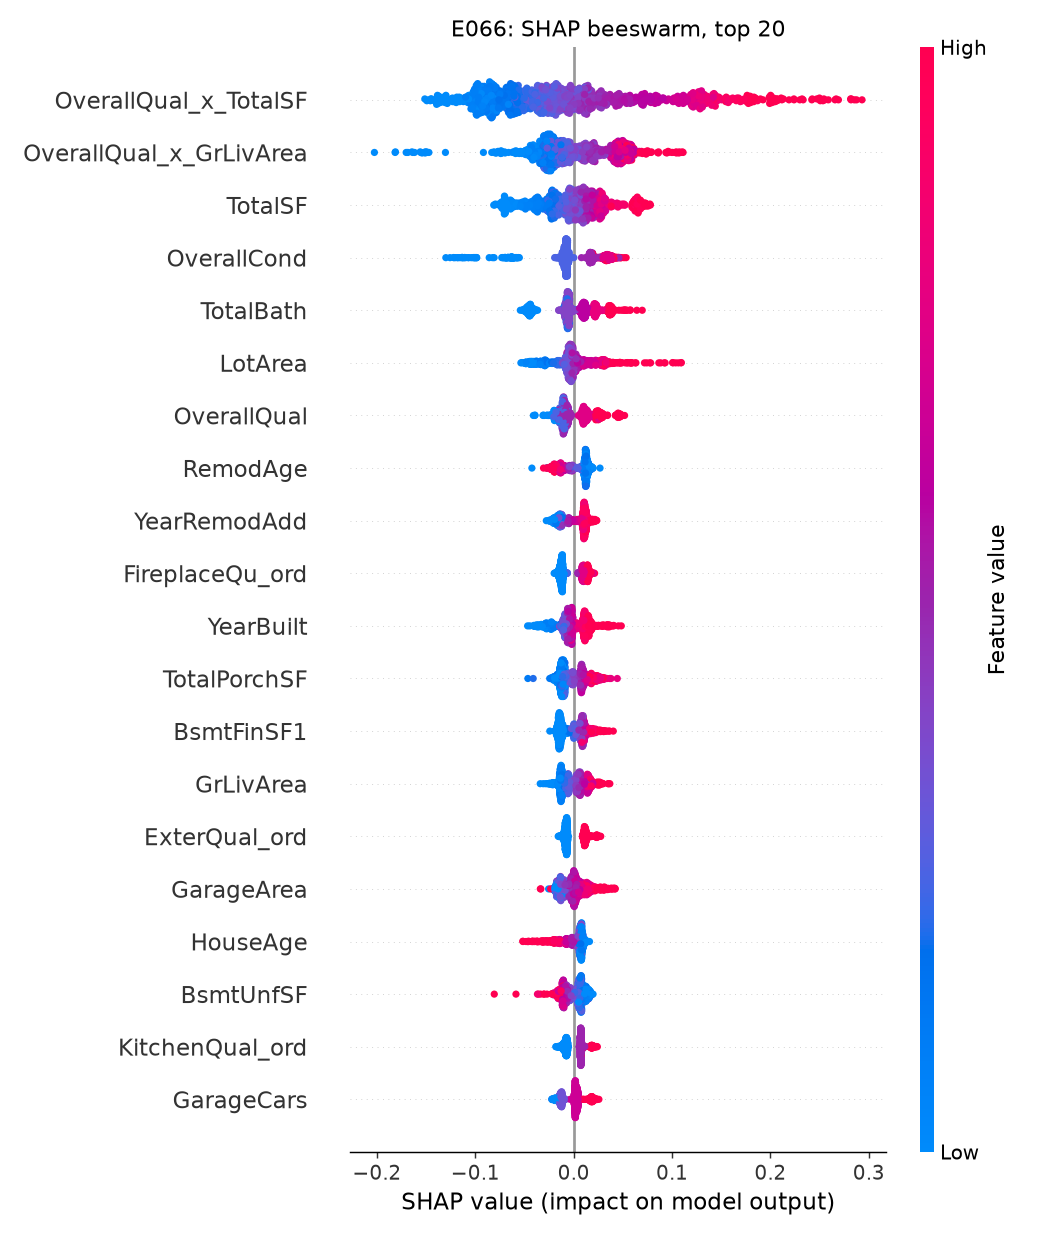 E066: SHAP beeswarm, top 20
High
OverallQual_x_TotalSF
OverallQual_x_GrLivArea
TotalSF
OverallCond
TotalBath
LotArea
OverallQual
RemodAge
YearRemodAdd
FireplaceQu_ord
YearBuilt
TotalPorchSF
BsmtFinSF1
GrLivArea
ExterQual_ord
GarageArea
HouseAge
BsmtUnfSF
KitchenQual_ord
GarageCars
Feature value
Low
−0.2 −0.1 0.0 0.1 0.2 0.3
SHAP value (impact on model output)